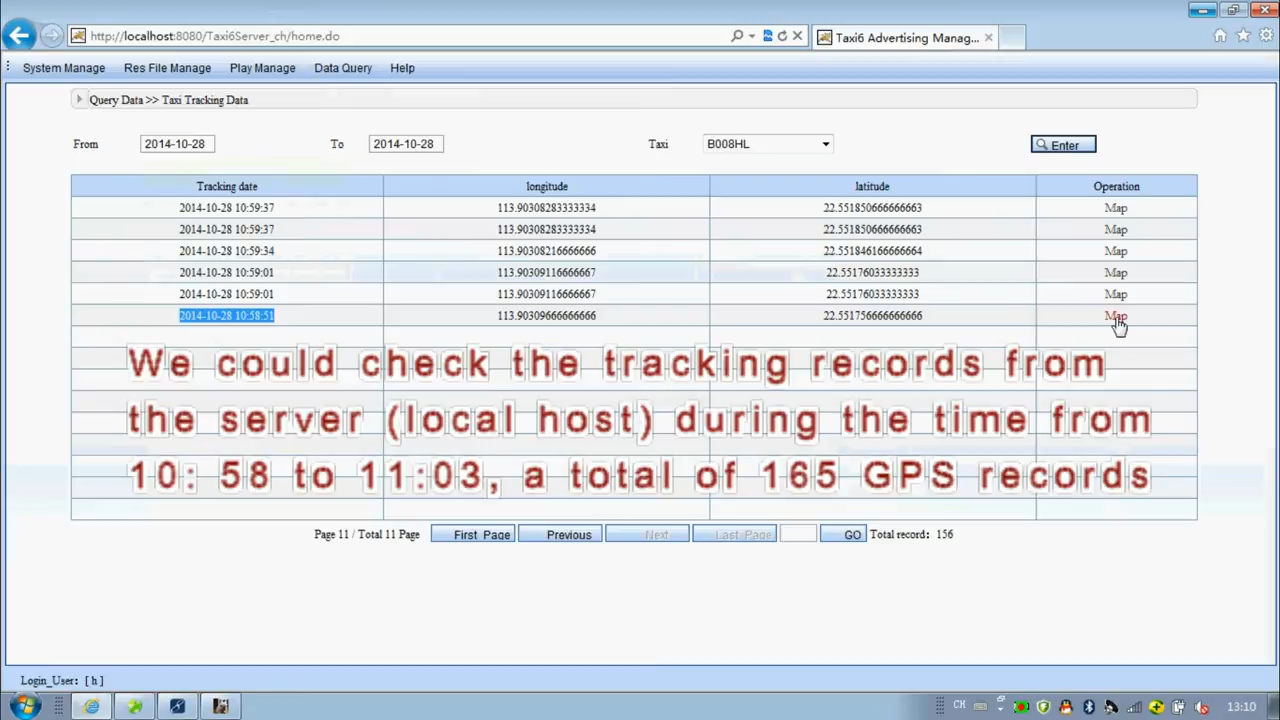 http://localhost:8080/Taxi6Server_ch/home.do
Taxi6 Advertising Manag...
System Manage Res File Manage Play Manage Data Query Help
Query Data >> Taxi Tracking Data
From 2014-10-28 To 2014-10-28 Taxi B008HL Enter
Tracking date longitude latitude Operation
2014-10-28 10:59:37 113.90308283333334 22.551850666666663 Map
2014-10-28 10:59:37 113.90308283333334 22.551850666666663 Map
2014-10-28 10:59:34 113.90308216666666 22.551846166666664 Map
2014-10-28 10:59:01 113.90309116666667 22.55176033333333 Map
2014-10-28 10:59:01 113.90309116666667 22.55176033333333 Map
2014-10-28 10:58:51 113.90309666666666 22.551756666666666 Map
We could check the tracking records from
the server (local host) during the time from
10: 58 to 11:03, a total of 165 GPS records
Page 11 / Total 11 Page First Page Previous Next Last Page GO Total record: 156
Login_User: [ h ]
CH 13:10